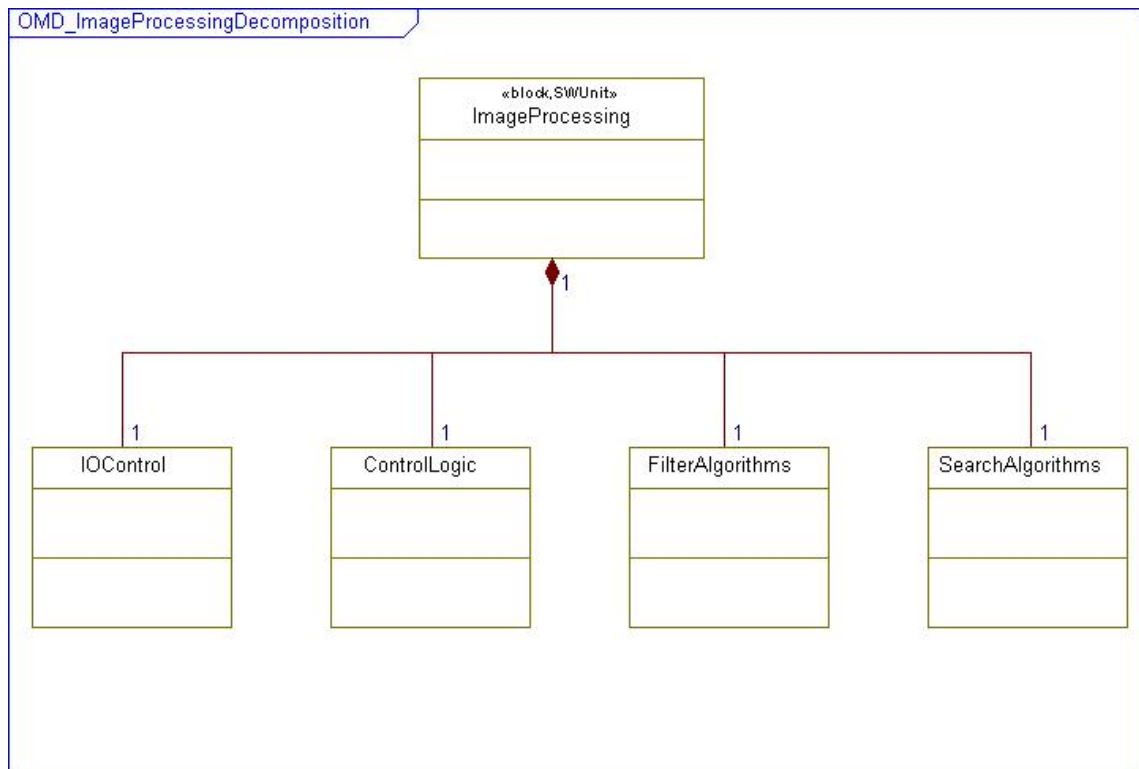 OMD_ImageProcessingDecomposition
«block,SWUnit»
ImageProcessing
1
1 1 1 1
IOControl ControlLogic FilterAlgorithms SearchAlgorithms